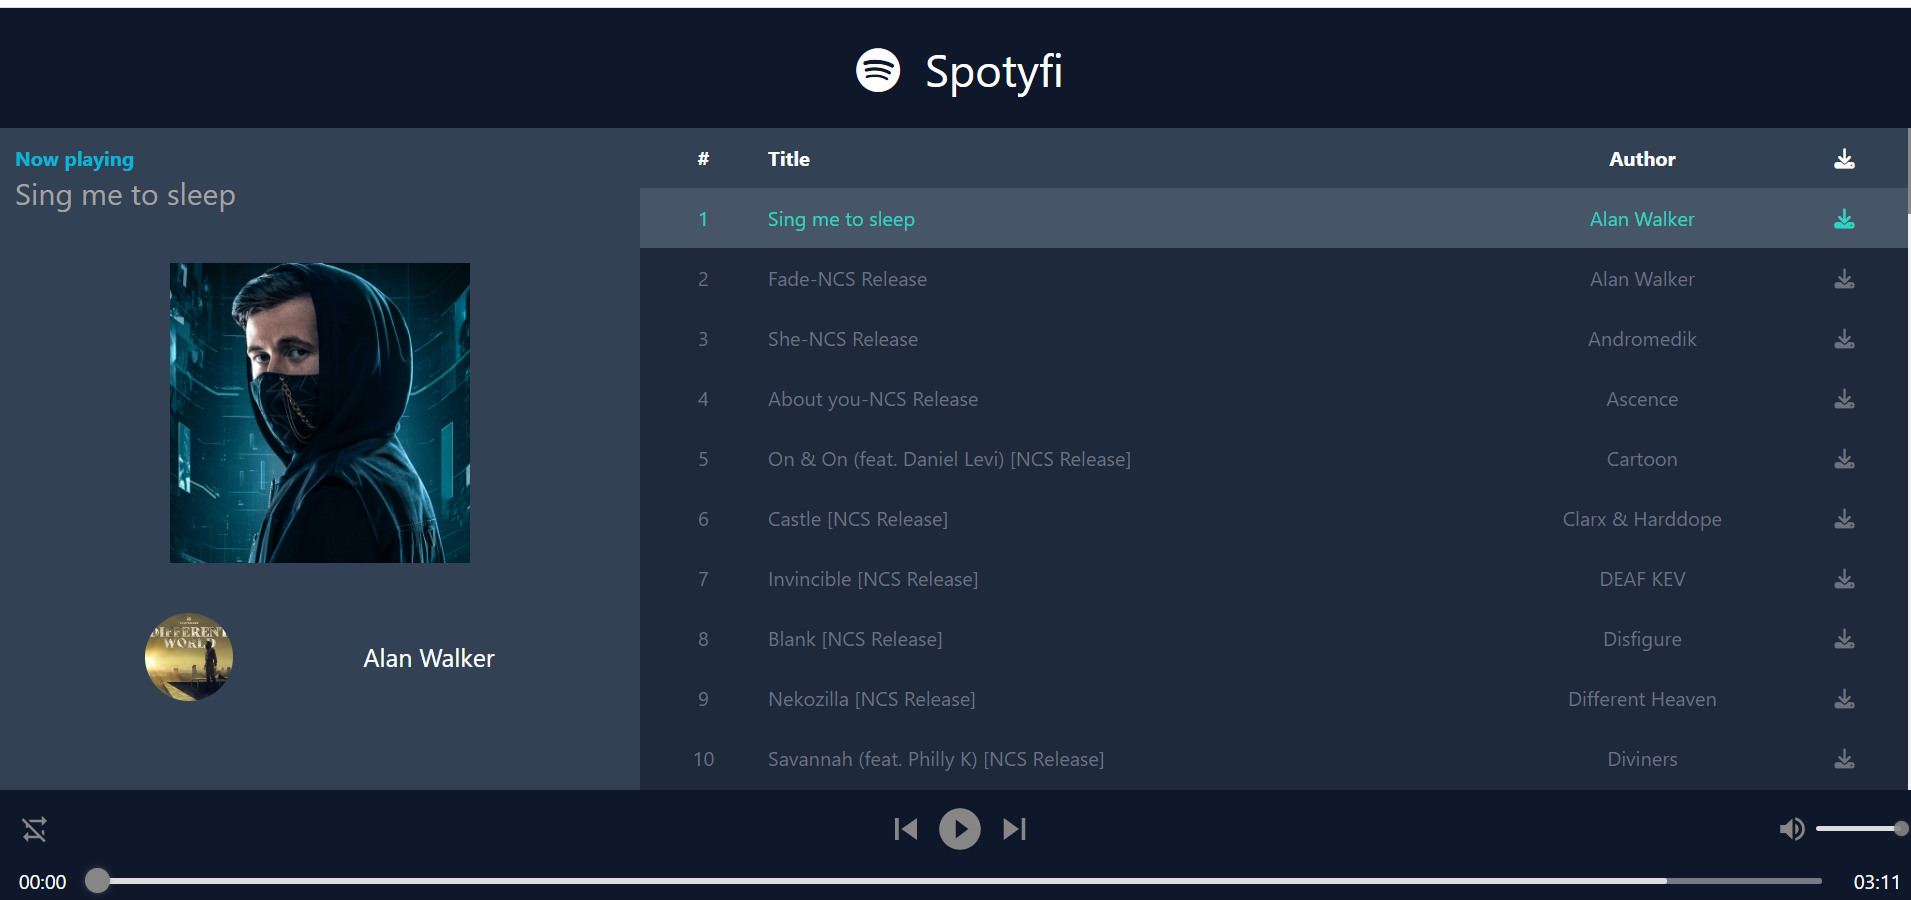 Spotyfi
Now playing
Sing me to sleep
DIFFERENT
WORLD
Alan Walker
# Title Author
1 Sing me to sleep Alan Walker
2 Fade-NCS Release Alan Walker
3 She-NCS Release Andromedik
4 About you-NCS Release Ascence
5 On & On (feat. Daniel Levi) [NCS Release] Cartoon
6 Castle [NCS Release] Clarx & Harddope
7 Invincible [NCS Release] DEAF KEV
8 Blank [NCS Release] Disfigure
9 Nekozilla [NCS Release] Different Heaven
10 Savannah (feat. Philly K) [NCS Release] Diviners
00:00 03:11